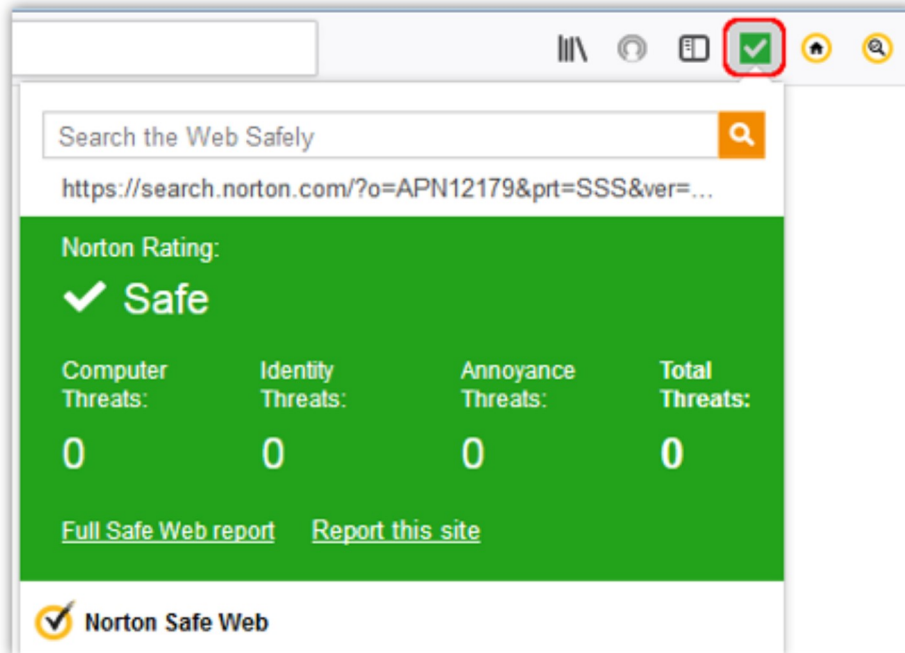 Search the Web Safely
https://search.norton.com/?o=APN12179&prt=SSS&ver=...
Norton Rating:
Safe
Computer Threats:
Identity Threats:
Annoyance Threats:
Total Threats:
0
0
0
0
Full Safe Web report
Report this site
Norton Safe Web